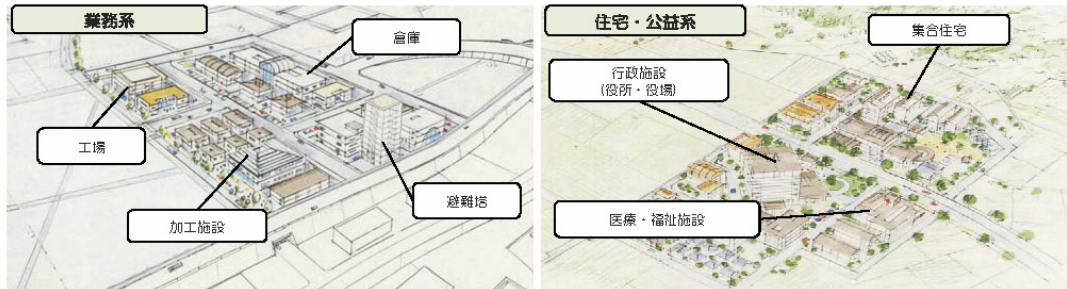 業務系
倉庫
工場
加工施設
避難塔
住宅・公益系
集合住宅
行政施設
(役所・役場)
医療・福祉施設